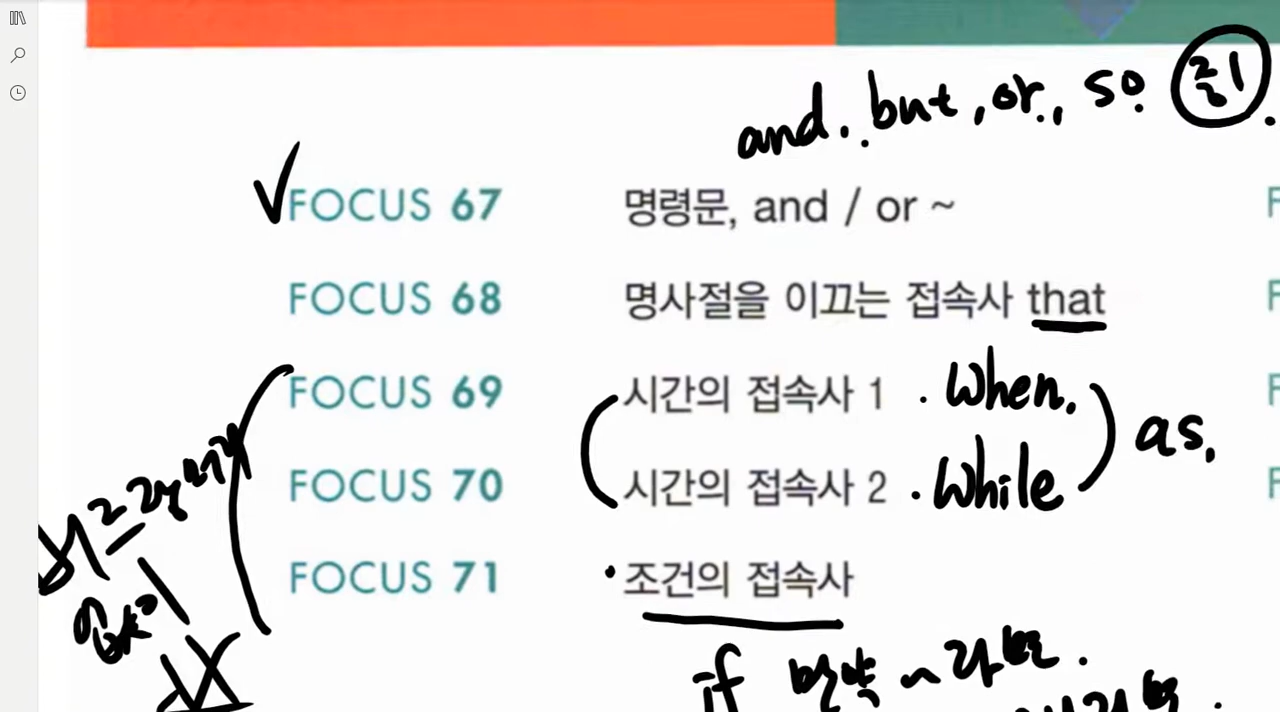 and. but, or, so 중1
FOCUS 67 명령문, and / or ~
FOCUS 68 명사절을 이끄는 접속사 that
FOCUS 69 시간의 접속사 1 · When,
as,
FOCUS 70 시간의 접속사 2 · While
FOCUS 71 · 조건의 접속사
if 만약 ~라면.